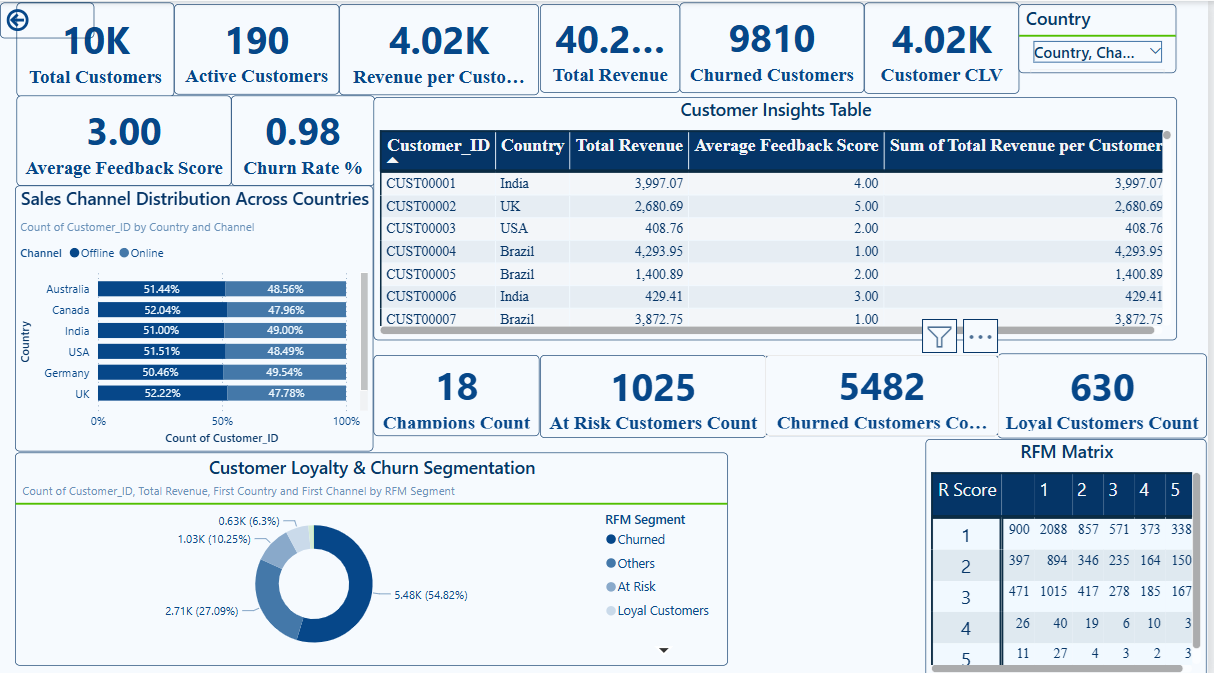 10K
Total Customers
190
Active Customers
4.02K
Revenue per Custo...
40.2...
Total Revenue
9810
Churned Customers
4.02K
Customer CLV
Country
Country, Cha...
3.00
Average Feedback Score
0.98
Churn Rate %
Customer Insights Table
Customer_ID Country Total Revenue Average Feedback Score Sum of Total Revenue per Customer
CUST00001 India 3,997.07 4.00 3,997.07
CUST00002 UK 2,680.69 5.00 2,680.69
CUST00003 USA 408.76 2.00 408.76
CUST00004 Brazil 4,293.95 1.00 4,293.95
CUST00005 Brazil 1,400.89 2.00 1,400.89
CUST00006 India 429.41 3.00 429.41
CUST00007 Brazil 3,872.75 1.00 3,872.75
Sales Channel Distribution Across Countries
Count of Customer_ID by Country and Channel
Channel Offline Online
Country
Australia 51.44% 48.56%
Canada 52.04% 47.96%
India 51.00% 49.00%
USA 51.51% 48.49%
Germany 50.46% 49.54%
UK 52.22% 47.78%
0% 50% 100%
Count of Customer_ID
18
Champions Count
1025
At Risk Customers Count
5482
Churned Customers Co...
630
Loyal Customers Count
Customer Loyalty & Churn Segmentation
Count of Customer_ID, Total Revenue, First Country and First Channel by RFM Segment
0.63K (6.3%)
1.03K (10.25%)
2.71K (27.09%)
5.48K (54.82%)
RFM Segment
Churned
Others
At Risk
Loyal Customers
RFM Matrix
R Score 1 2 3 4 5
1 900 2088 857 571 373 338
2 397 894 346 235 164 150
3 471 1015 417 278 185 167
4 26 40 19 6 10 3
5 11 27 4 3 2 3